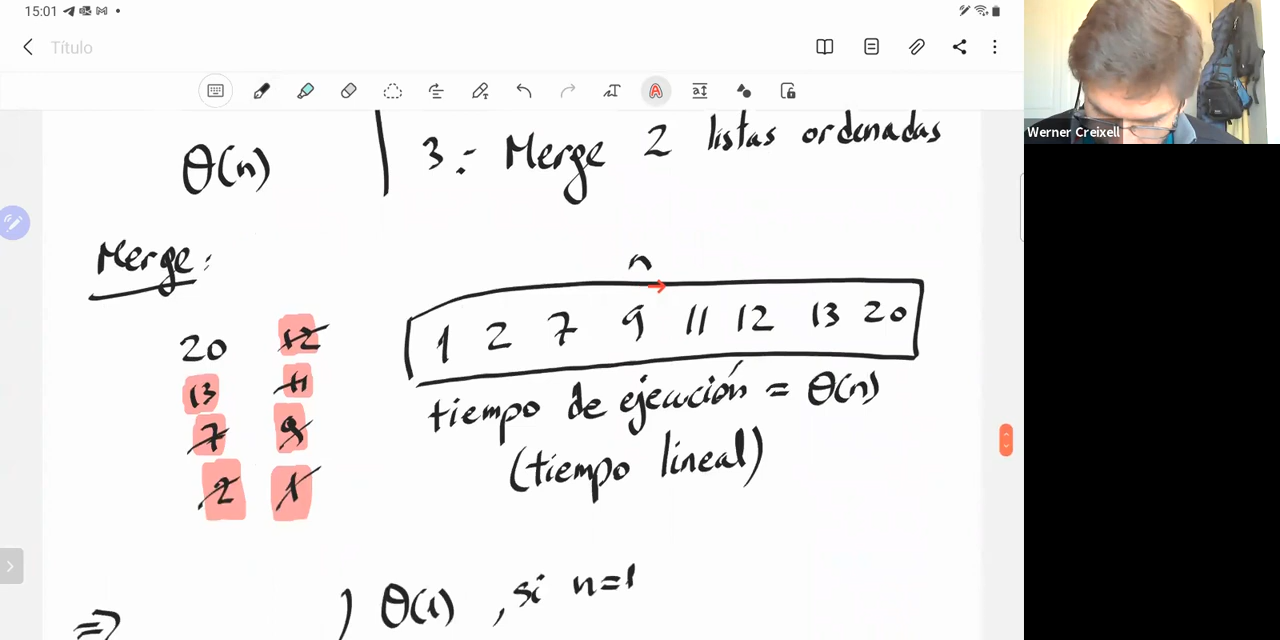 15:01
Título
Werner Creixell
θ(n)
3.- Merge 2 listas ordenadas
Merge:
n
20 12
13 11
7 9
2 1
1 2 7 9 11 12 13 20
tiempo de ejecución = θ(n)
(tiempo lineal)
⇒ } θ(1) , si n=1